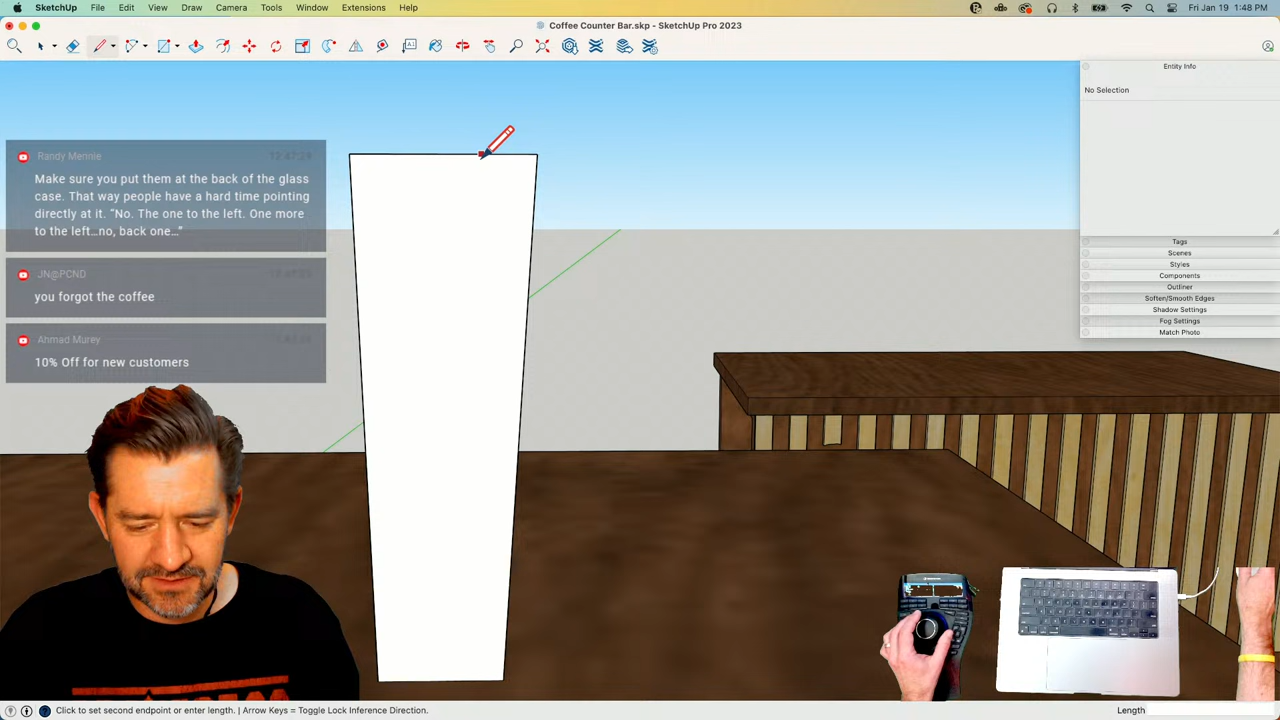 SketchUp File Edit View Draw Camera Tools Window Extensions Help
Fri Jan 19 1:48 PM
Coffee Counter Bar.skp - SketchUp Pro 2023
Entity Info
No Selection
Tags
Scenes
Styles
Components
Outliner
Soften/Smooth Edges
Shadow Settings
Fog Settings
Match Photo
Randy Mennie
Make sure you put them at the back of the glass
case. That way people have a hard time pointing
directly at it. "No. The one to the left. One more
to the left...no, back one..."
JN@PCND
you forgot the coffee
Ahmad Murey
10% Off for new customers
Click to set second endpoint or enter length. | Arrow Keys = Toggle Lock Inference Direction.
Length